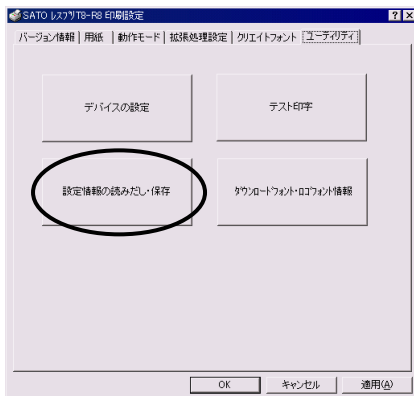 SATO レスプリT8-R8 印刷設定
バージョン情報 用紙 動作モード 拡張処理設定 クリエイトフォント ユーティリティ
デバイスの設定 テスト印字
設定情報の読みだし・保存 ダウンロードフォント・ロゴフォント情報
OK キャンセル 適用(A)